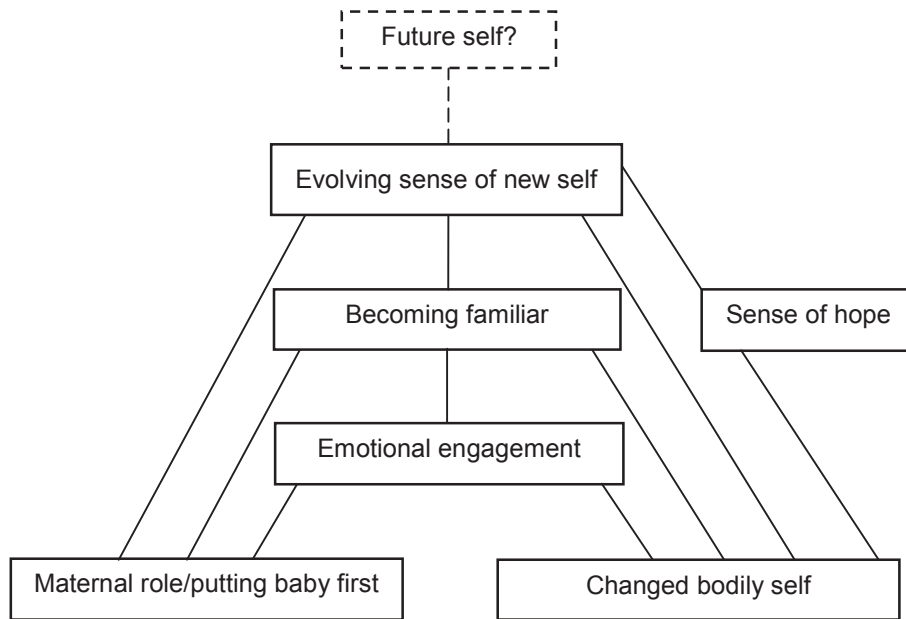 Future self?
Evolving sense of new self
Becoming familiar
Sense of hope
Emotional engagement
Maternal role/putting baby first
Changed bodily self